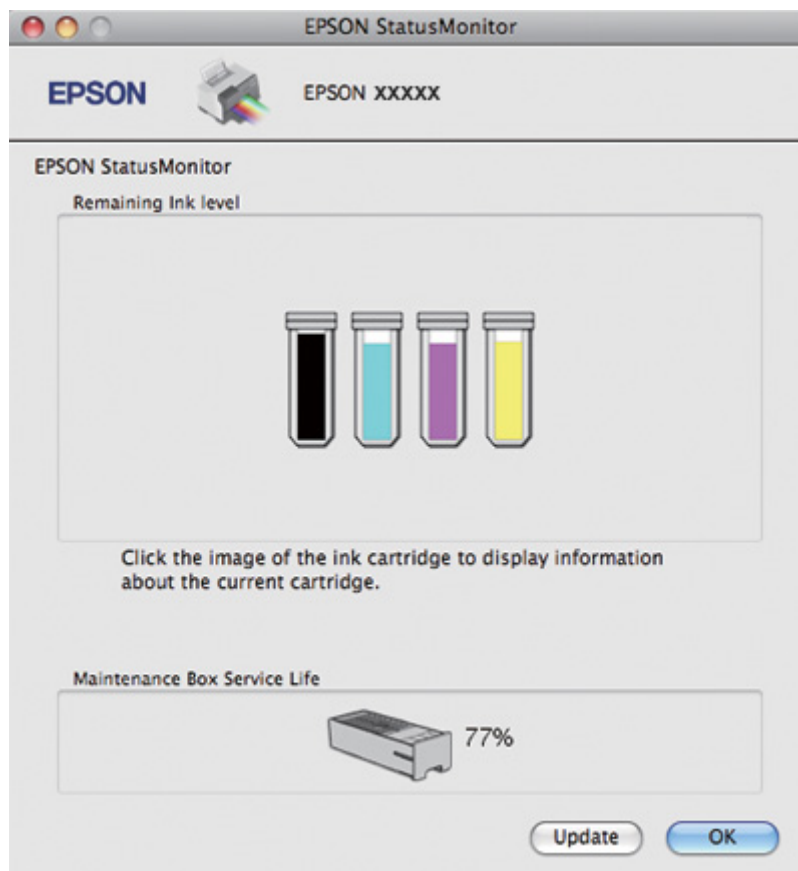 EPSON StatusMonitor
EPSON
EPSON XXXXX
EPSON StatusMonitor
Remaining Ink level
Click the image of the ink cartridge to display information
about the current cartridge.
Maintenance Box Service Life
77%
Update
OK